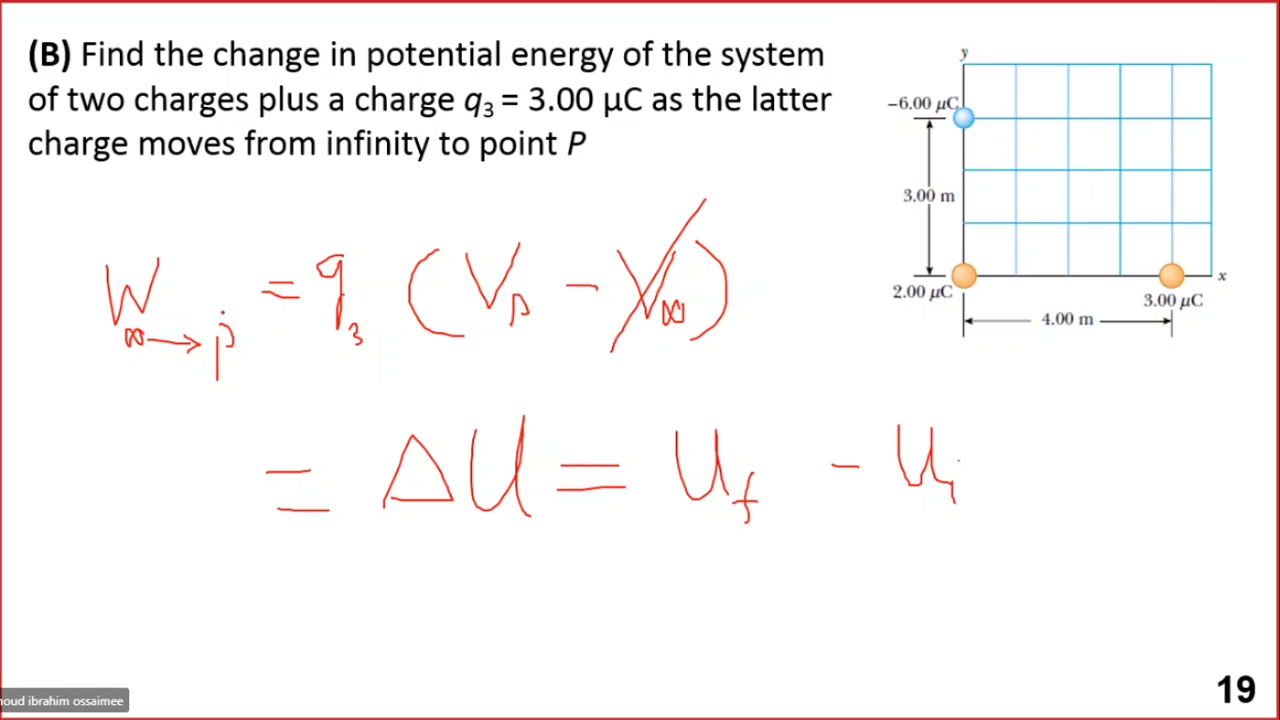 (B) Find the change in potential energy of the system
of two charges plus a charge q₃ = 3.00 μC as the latter
charge moves from infinity to point P
y
−6.00 μC
3.00 m
2.00 μC
3.00 μC
x
4.00 m
W∞→p = q₃ (Vₚ − V∞)
= ΔU = U_f − Uᵢ
noud ibrahim ossaimee
19